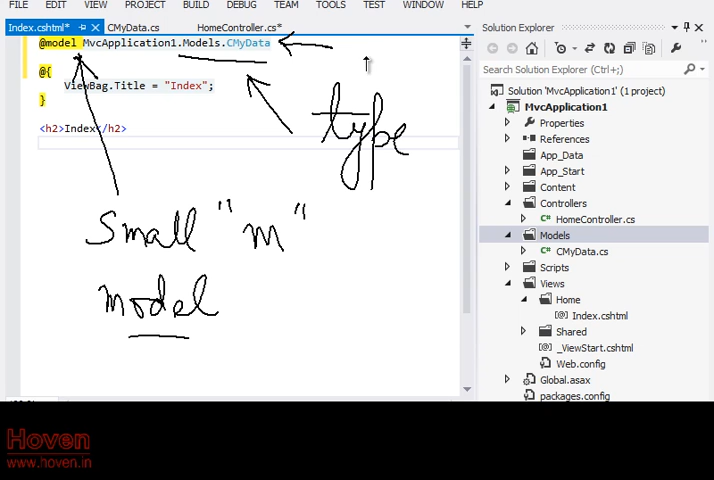 FILE EDIT VIEW PROJECT BUILD DEBUG TEAM TOOLS TEST WINDOW HELP
Index.cshtml* CMyData.cs HomeController.cs*
@model MvcApplication1.Models.CMyData
@{
ViewBag.Title = "Index";
}
<h2>Index</h2>
type
Small "m"
model
Solution Explorer
Search Solution Explorer (Ctrl+;)
Solution 'MvcApplication1' (1 project)
MvcApplication1
Properties
References
App_Data
App_Start
Content
Controllers
C# HomeController.cs
Models
C# CMyData.cs
Scripts
Views
Home
[@] Index.cshtml
Shared
[@] _ViewStart.cshtml
Web.config
Global.asax
packages.config
Hoven
www.hoven.in